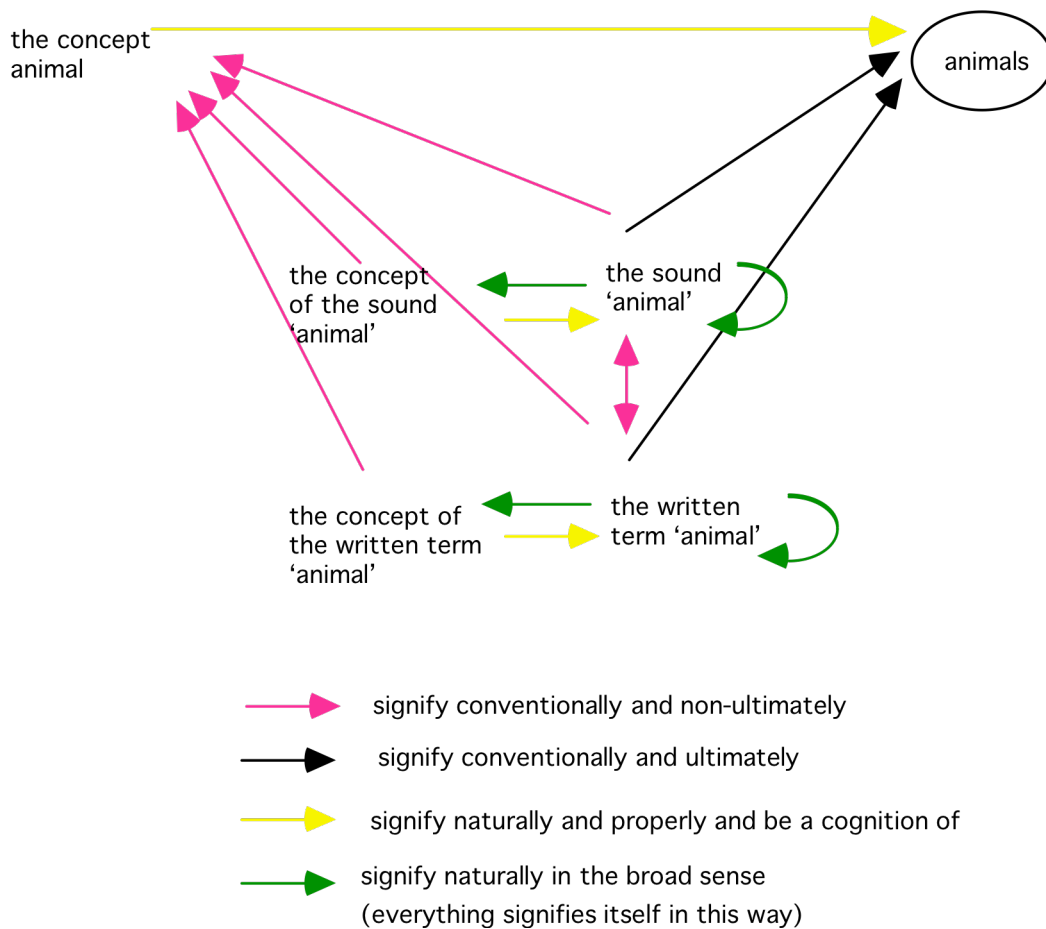 the concept
animal
animals
the concept
of the sound
‘animal’
the sound
‘animal’
the concept of
the written term
‘animal’
the written
term ‘animal’
signify conventionally and non-ultimately
signify conventionally and ultimately
signify naturally and properly and be a cognition of
signify naturally in the broad sense
(everything signifies itself in this way)